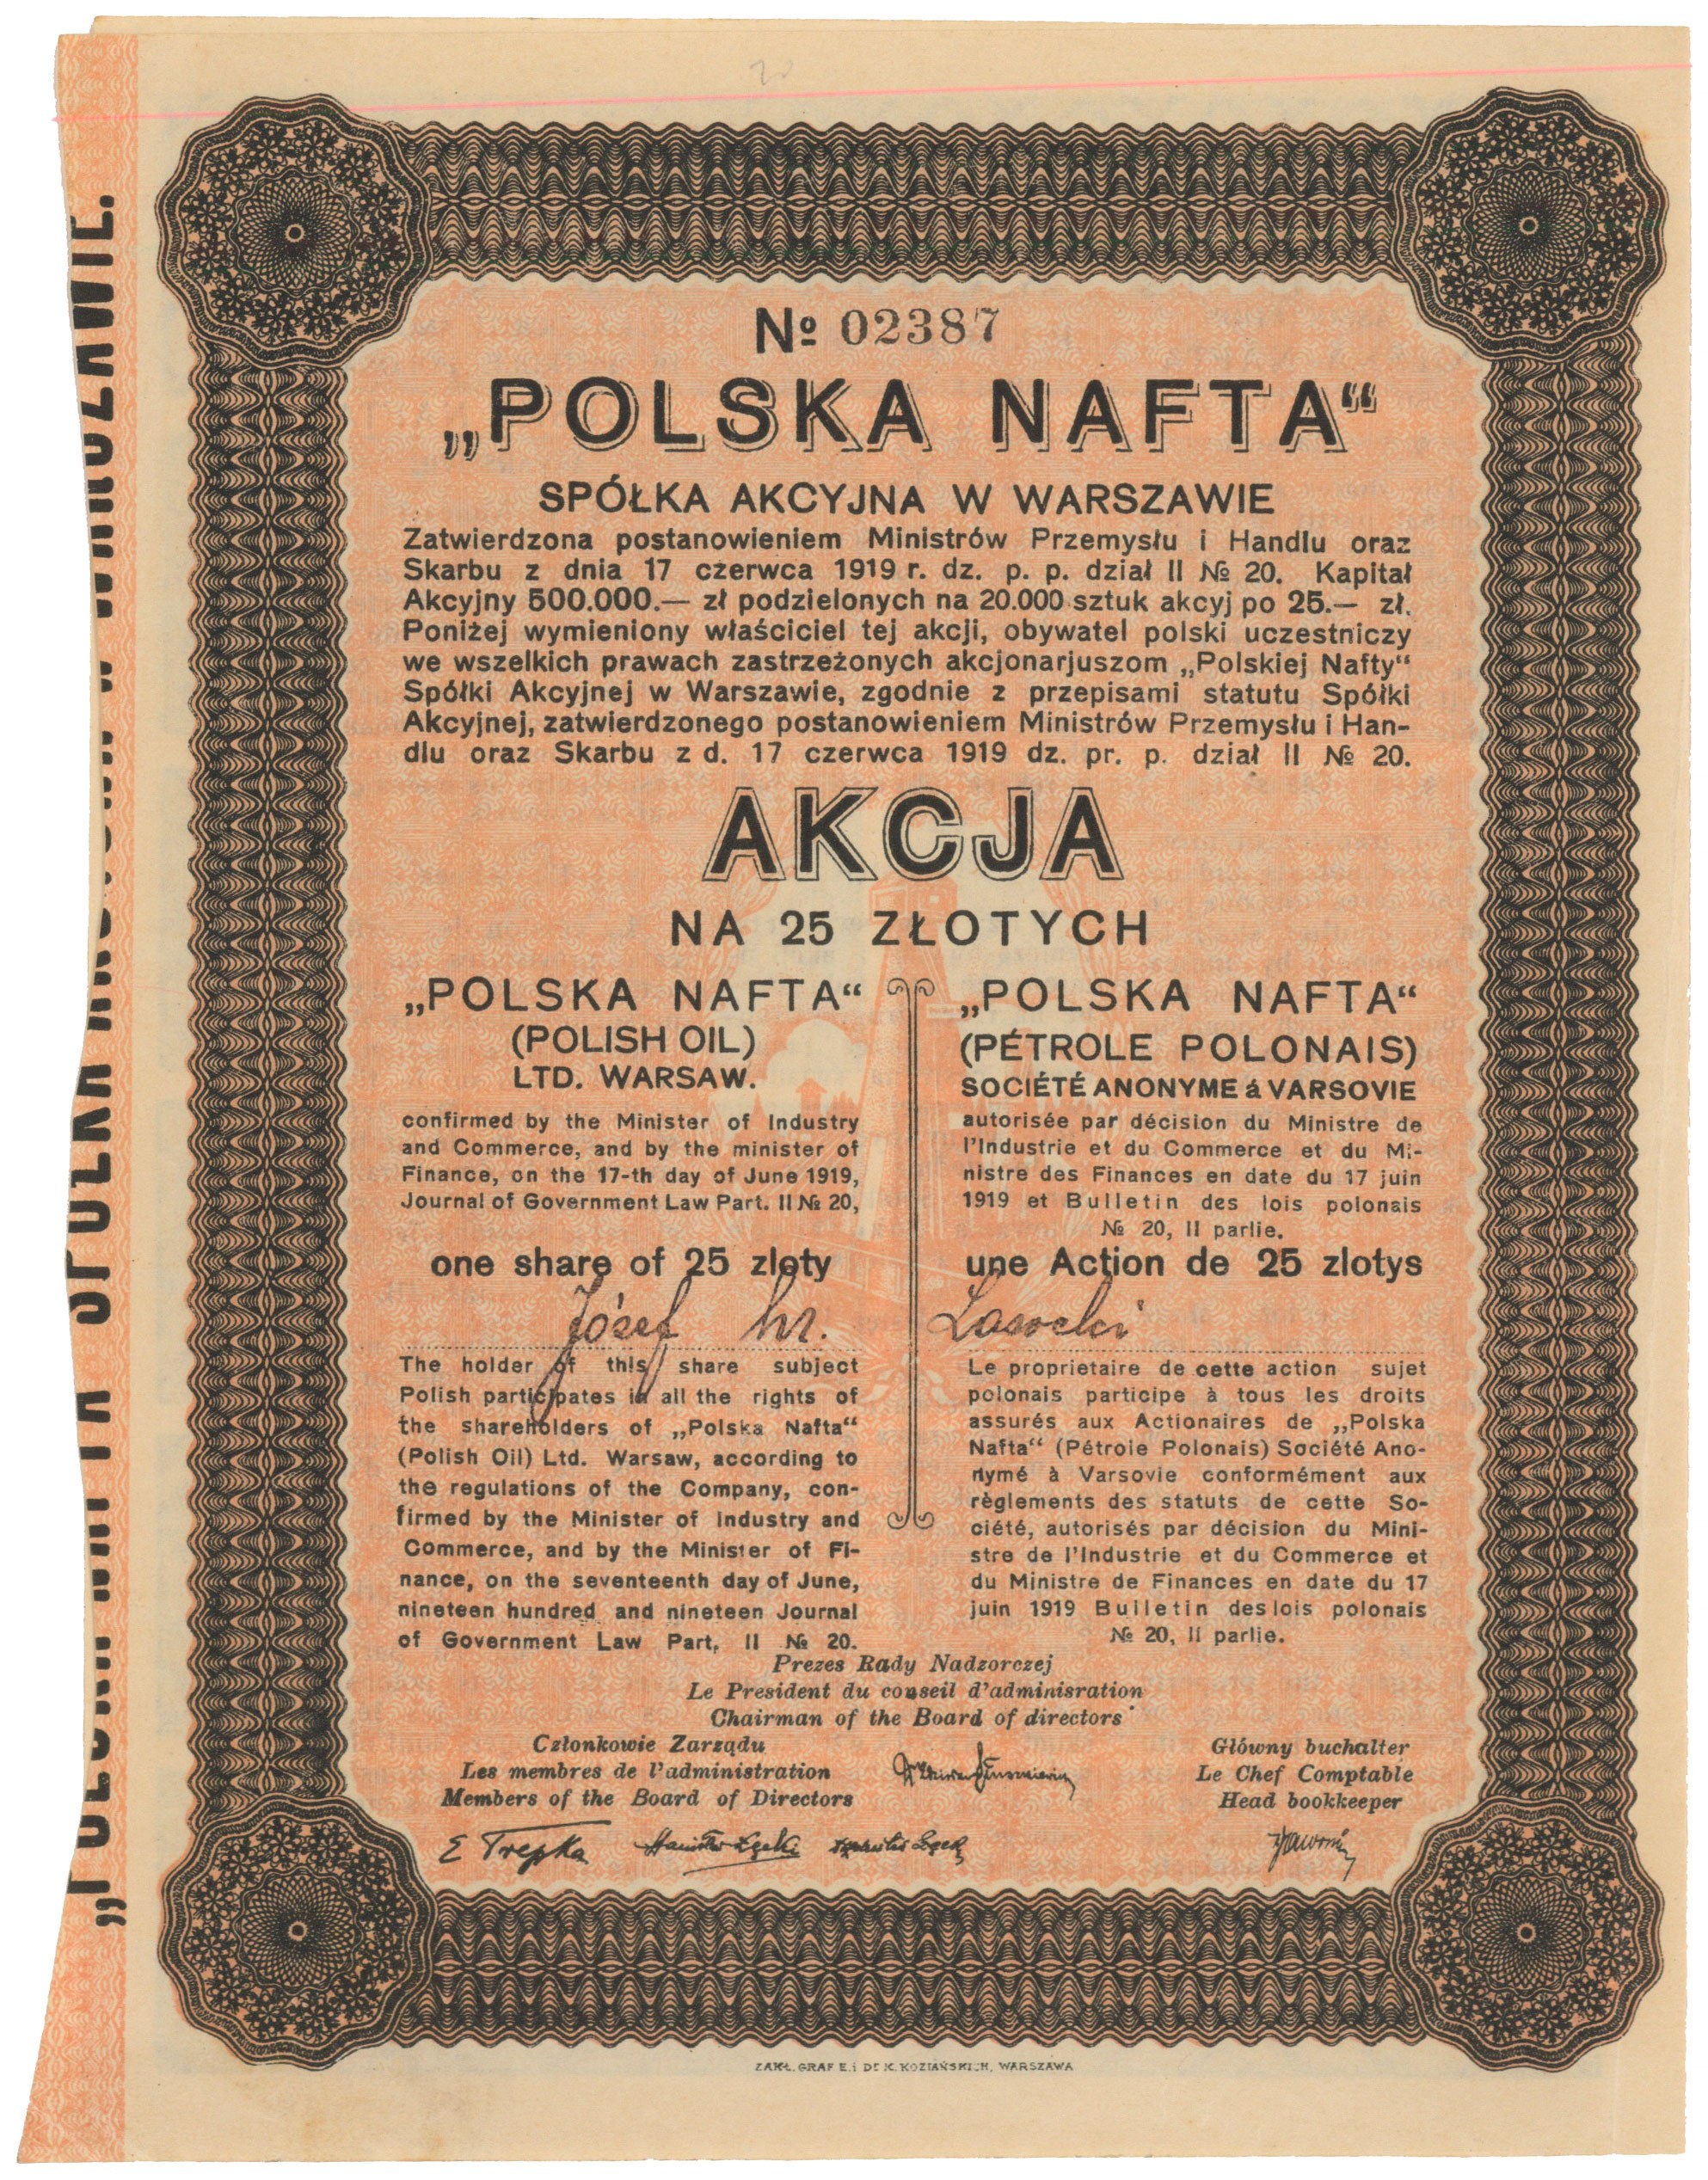 № 02387
„POLSKA NAFTA“
SPÓŁKA AKCYJNA W WARSZAWIE
Zatwierdzona postanowieniem Ministrów Przemysłu i Handlu oraz
Skarbu z dnia 17 czerwca 1919 r. dz. p. p. dział II № 20. Kapitał
Akcyjny 500.000.— zł podzielonych na 20.000 sztuk akcyj po 25.— zł.
Poniżej wymieniony właściciel tej akcji, obywatel polski uczestniczy
we wszelkich prawach zastrzeżonych akcjonarjuszom „Polskiej Nafty“
Spółki Akcyjnej w Warszawie, zgodnie z przepisami statutu Spółki
Akcyjnej, zatwierdzonego postanowieniem Ministrów Przemysłu i Han-
dlu oraz Skarbu z d. 17 czerwca 1919 dz. pr. p. dział II № 20.
AKCJA
NA 25 ZŁOTYCH
„POLSKA NAFTA“
(POLISH OIL)
LTD. WARSAW.
confirmed by the Minister of Industry
and Commerce, and by the minister of
Finance, on the 17-th day of June 1919,
Journal of Government Law Part. II № 20,
one share of 25 zloty
„POLSKA NAFTA“
(PÉTROLE POLONAIS)
SOCIÉTÉ ANONYME á VARSOVIE
autorisée par décision du Ministre de
l'Industrie et du Commerce et du Mi-
nistre des Finances en date du 17 juin
1919 et Bulletin des lois polonais
№ 20, II parlie.
une Action de 25 zlotys
Józef hr. Lasocki
The holder of this share subject
Polish participates in all the rights of
the shareholders of „Polska Nafta“
(Polish Oil) Ltd. Warsaw, according to
the regulations of the Company, con-
firmed by the Minister of Industry and
Commerce, and by the Minister of Fi-
nance, on the seventeenth day of June,
nineteen hundred and nineteen Journal
of Government Law Part, II № 20.
Le proprietaire de cette action sujet
polonais participe à tous les droits
assurés aux Actionaires de „Polska
Nafta“ (Pétrole Polonais) Société Ano-
nymé à Varsovie conformément aux
règlements des statuts de cette So-
ciété, autorisés par décision du Mini-
stre de l'Industrie et du Commerce et
du Ministre de Finances en date du 17
juin 1919 Bulletin des lois polonais
№ 20, II parlie.
Prezes Rady Nadzorczej
Le President du conseil d'adminisration
Chairman of the Board of directors
Członkowie Zarządu
Les membres de l'administration
Members of the Board of Directors
Główny buchalter
Le Chef Comptable
Head bookkeeper
E Trepka
ZAKŁ. GRAF E. i DR K. KOZIAŃSKICH, WARSZAWA